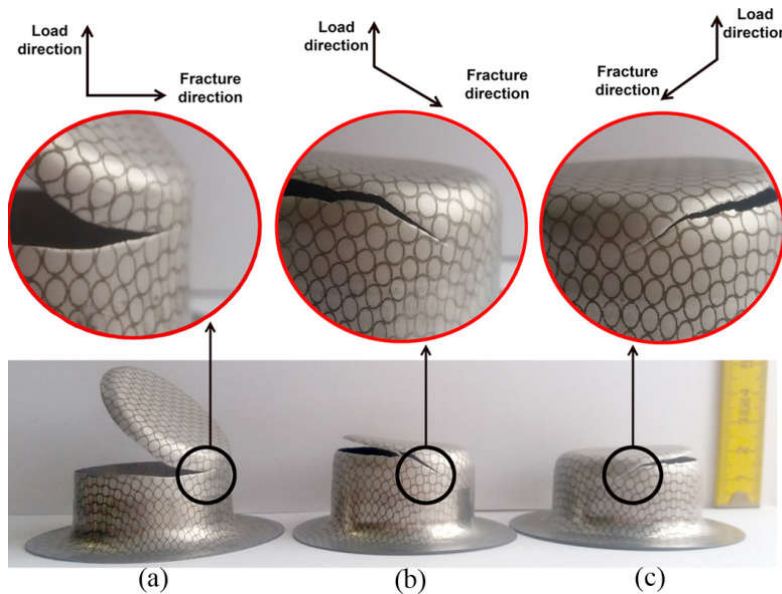 Load
direction
Fracture
direction
Load
direction
Fracture
direction
Load
direction
Fracture
direction
(a)
(b)
(c)